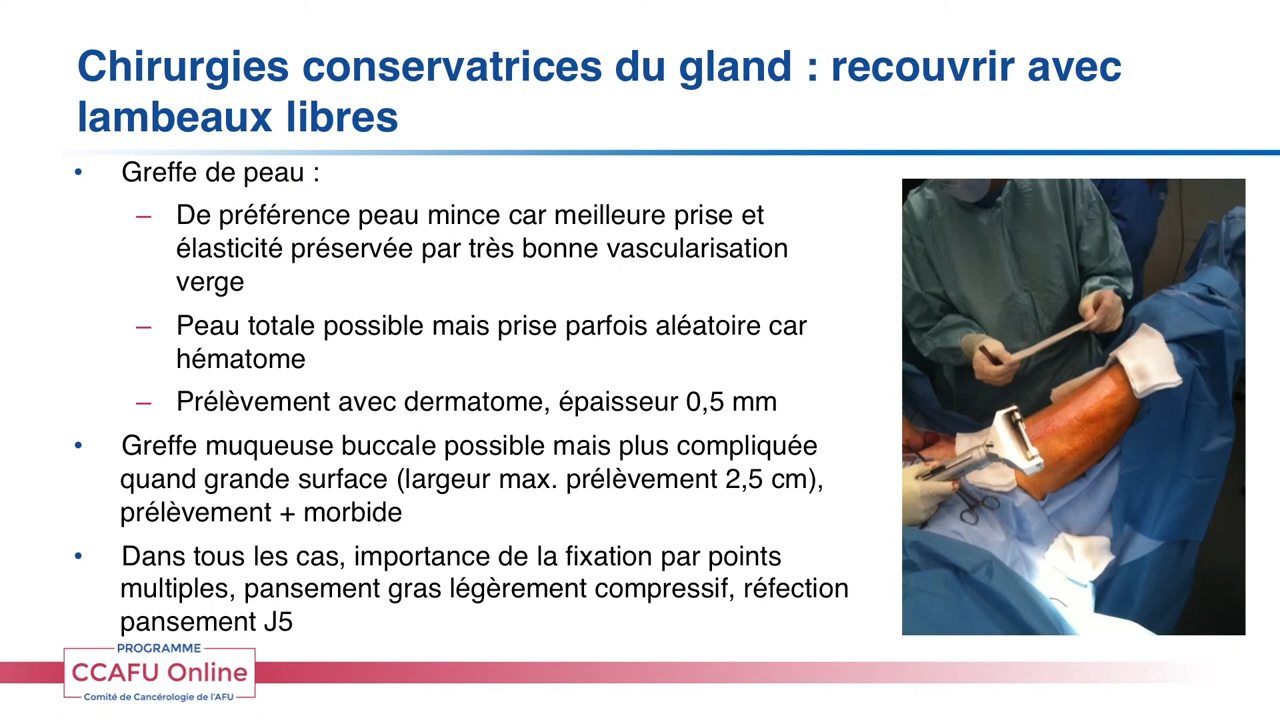 Chirurgies conservatrices du gland : recouvrir avec
lambeaux libres
• Greffe de peau :
– De préférence peau mince car meilleure prise et
élasticité préservée par très bonne vascularisation
verge
– Peau totale possible mais prise parfois aléatoire car
hématome
– Prélèvement avec dermatome, épaisseur 0,5 mm
• Greffe muqueuse buccale possible mais plus compliquée
quand grande surface (largeur max. prélèvement 2,5 cm),
prélèvement + morbide
• Dans tous les cas, importance de la fixation par points
multiples, pansement gras légèrement compressif, réfection
pansement J5
PROGRAMME
CCAFU Online
Comité de Cancérologie de l'AFU